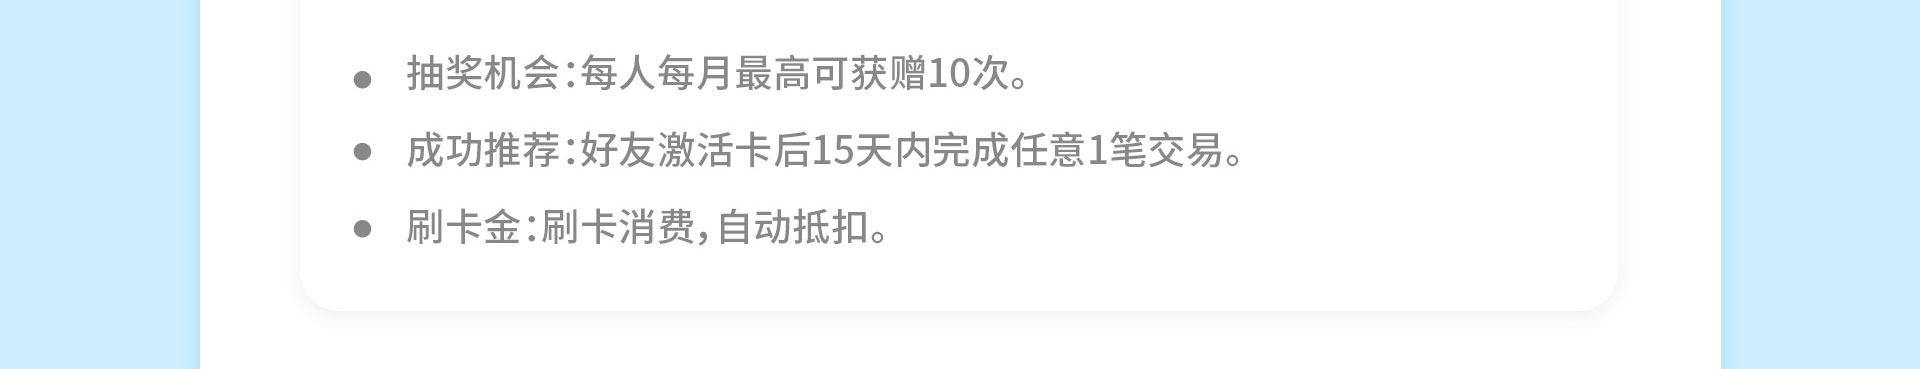 ● 抽奖机会：每人每月最高可获赠10次。
● 成功推荐：好友激活卡后15天内完成任意1笔交易。
● 刷卡金：刷卡消费，自动抵扣。